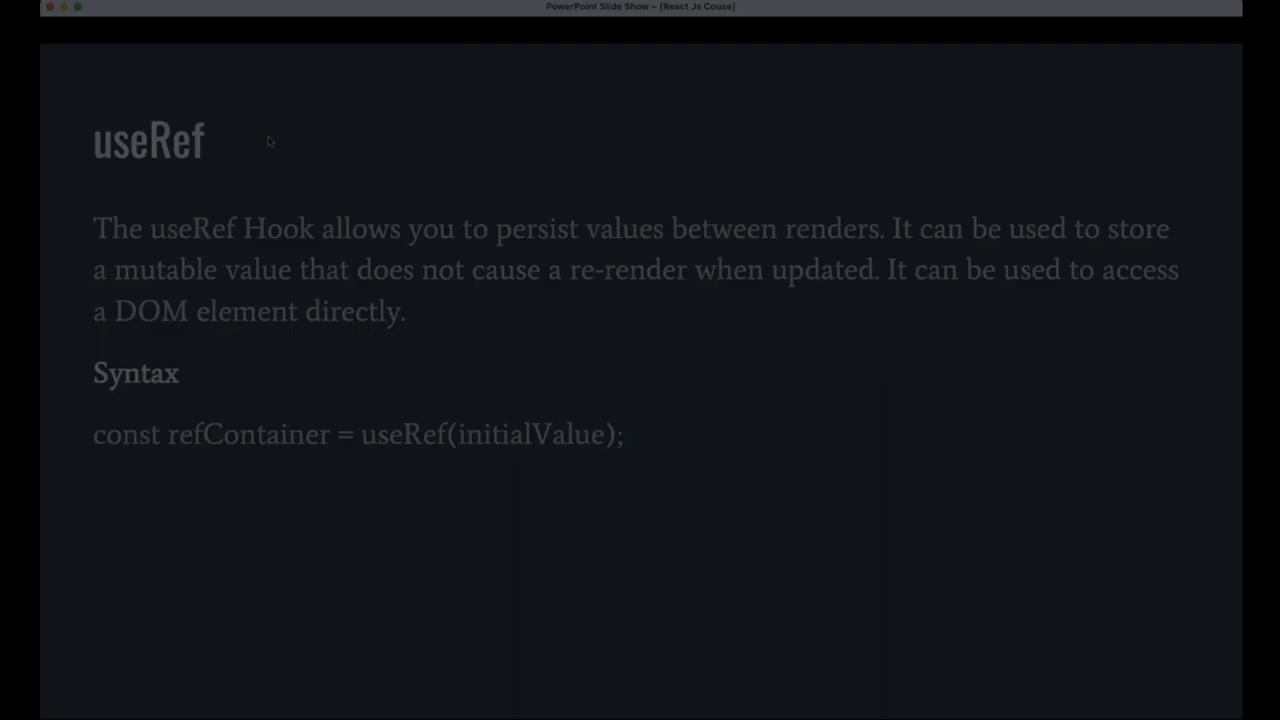 PowerPoint Slide Show – [React Js Couse]
useRef
The useRef Hook allows you to persist values between renders. It can be used to store
a mutable value that does not cause a re-render when updated. It can be used to access
a DOM element directly.
Syntax
const refContainer = useRef(initialValue);